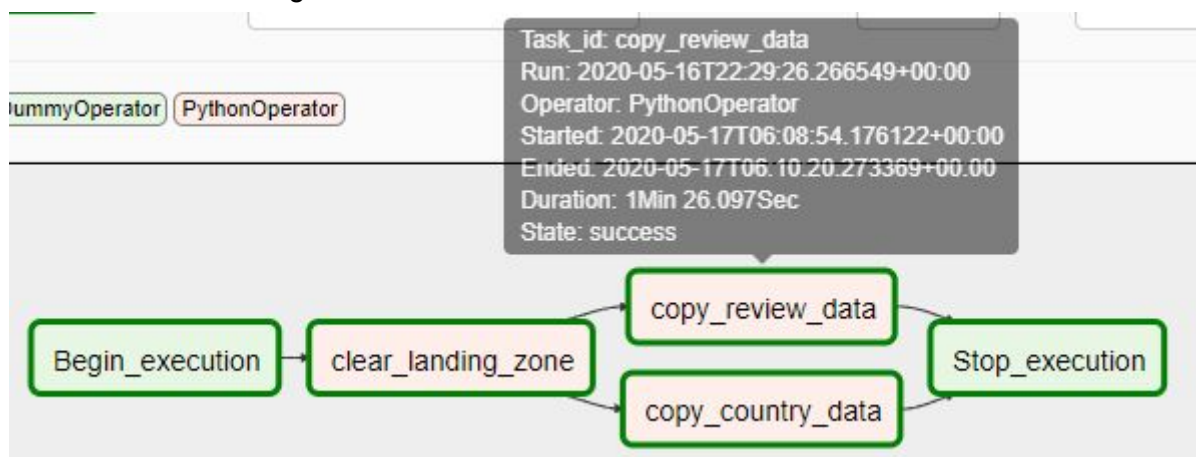 Task_id: copy_review_data
Run: 2020-05-16T22:29:26.266549+00:00
DummyOperator PythonOperator
Operator: PythonOperator
Started: 2020-05-17T06:08:54.176122+00:00
Ended: 2020-05-17T06:10:20.273369+00:00
Duration: 1Min 26.097Sec
State: success
copy_review_data
Begin_execution clear_landing_zone Stop_execution
copy_country_data